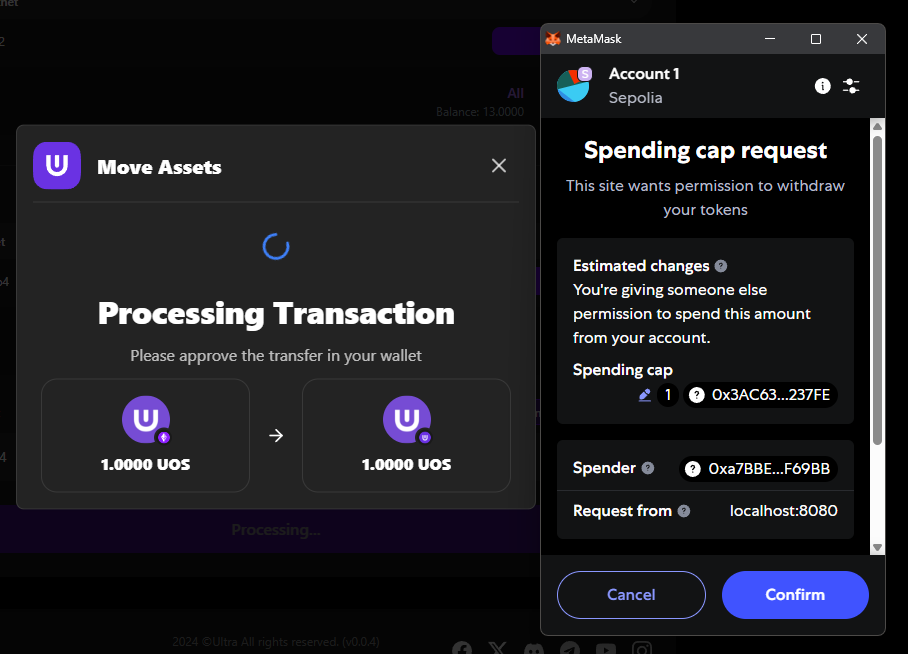 All
Balance: 13.0000
Move Assets
Processing Transaction
Please approve the transfer in your wallet
1.0000 UOS
1.0000 UOS
Processing...
2024 ©Ultra All rights reserved. (v0.0.4)
MetaMask
S
Account 1
Sepolia
Spending cap request
This site wants permission to withdraw
your tokens
Estimated changes ?
You're giving someone else
permission to spend this amount
from your account.
Spending cap
1 ? 0x3AC63...237FE
Spender ? ? 0xa7BBE...F69BB
Request from ? localhost:8080
Cancel
Confirm